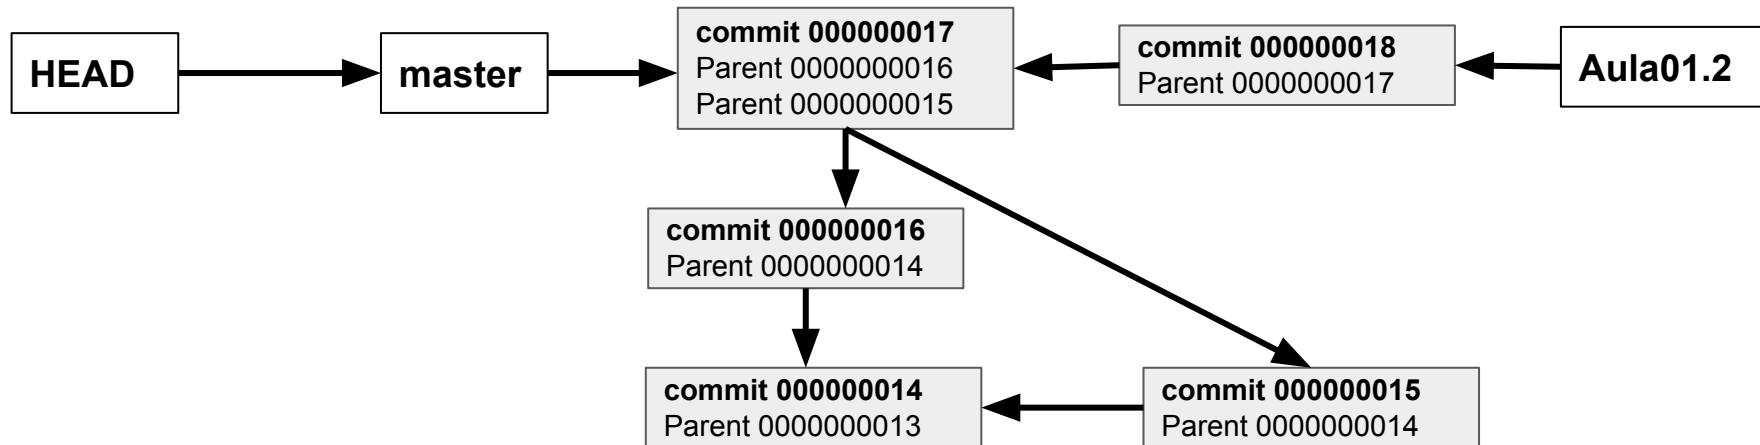 HEAD
master
commit 000000017
Parent 0000000016
Parent 0000000015
commit 000000018
Parent 0000000017
Aula01.2
commit 000000016
Parent 0000000014
commit 000000014
Parent 0000000013
commit 000000015
Parent 0000000014